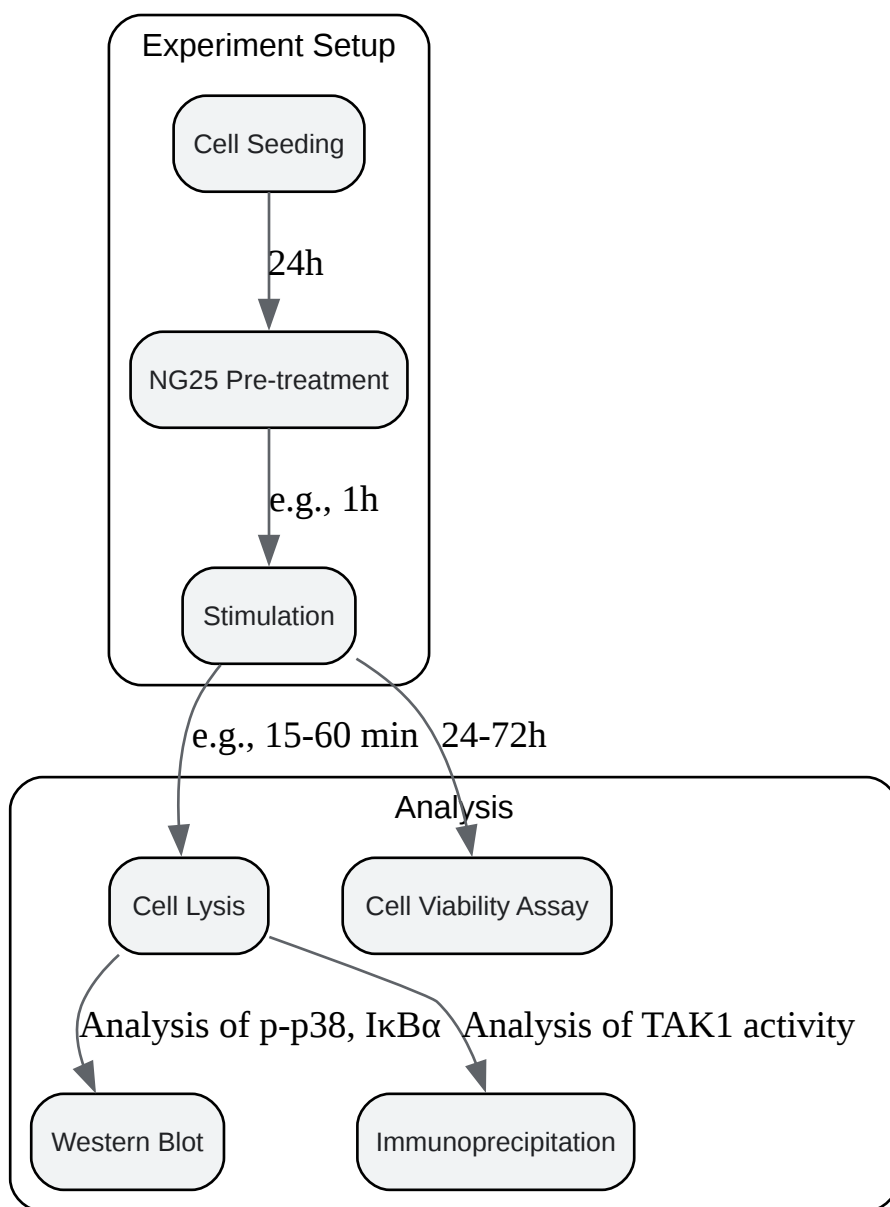 Experiment Setup
Cell Seeding
24h
NG25 Pre-treatment
e.g., 1h
Stimulation
e.g., 15-60 min
24-72h
Analysis
Cell Lysis
Cell Viability Assay
Analysis of p-p38, IκBα
Analysis of TAK1 activity
Western Blot
Immunoprecipitation